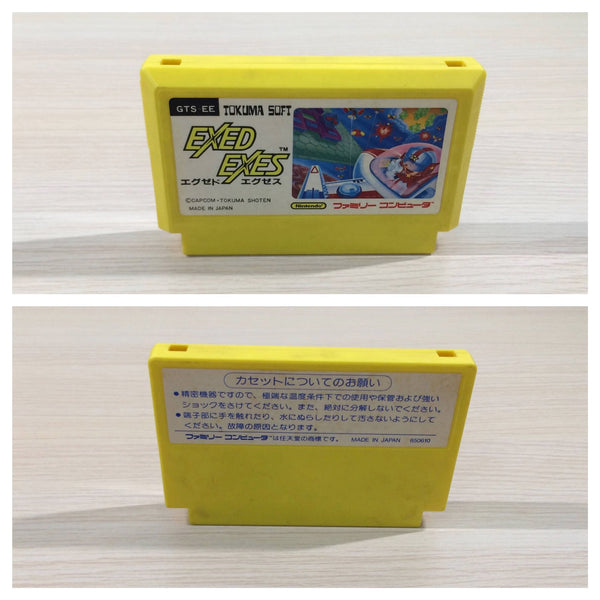 GTS-EE TOKUMA SOFT
EXED
EXES™
エグゼド エグゼス
©CAPCOM・TOKUMA SHOTEN
MADE IN JAPAN
Nintendo ファミリー コンピュータ™
カセットについてのお願い
●精密機器ですので、極端な温度条件下での使用や保管および強い
ショックをさけてください。また、絶対に分解しないでください。
●端子部に手を触れたり、水にぬらしたりして汚さないようにして
ください。故障の原因となります。
ファミリー コンピュータ™は任天堂の商標です。 MADE IN JAPAN 850610